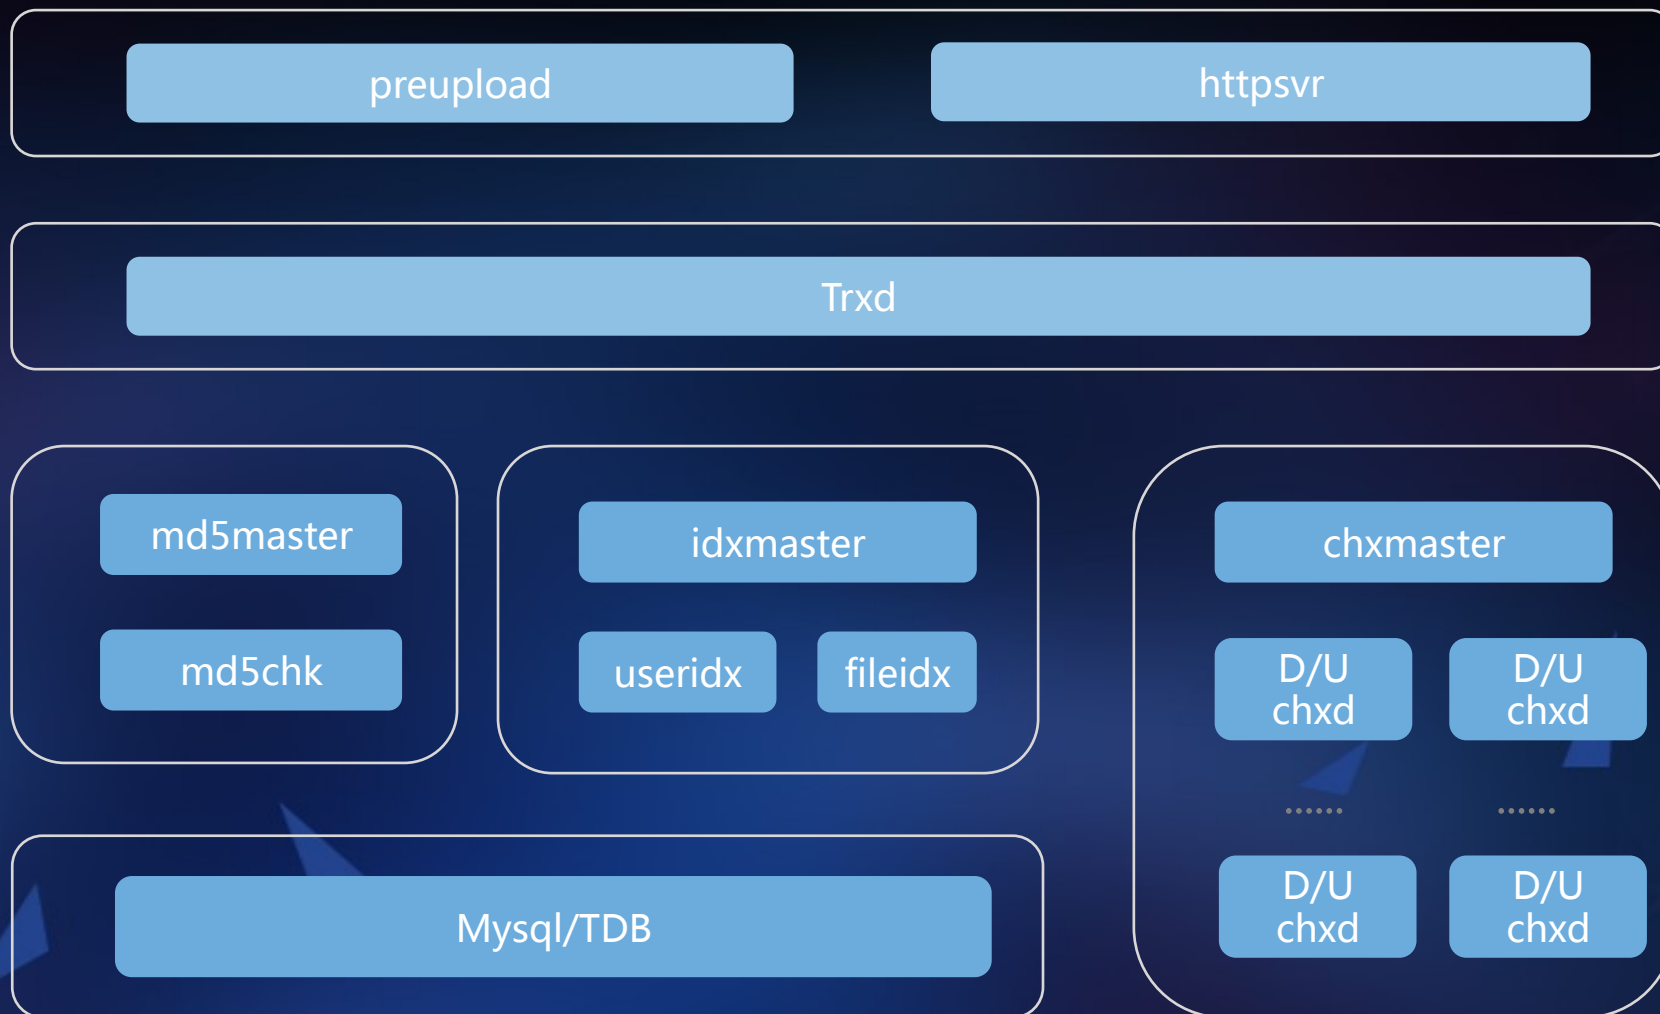 preupload
httpsvr
Trxd
md5master
md5chk
idxmaster
useridx
fileidx
chxmaster
D/U
chxd
D/U
chxd
······
······
D/U
chxd
D/U
chxd
Mysql/TDB